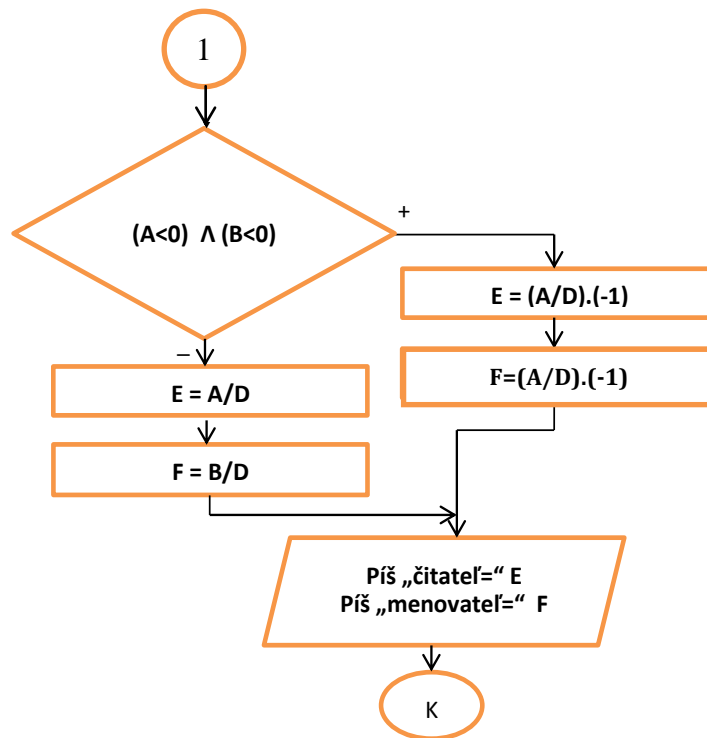 1
(A<0) Λ (B<0)
+
E = (A/D).(-1)
F=(A/D).(-1)
–
E = A/D
F = B/D
Píš „čitateľ=“ E
Píš „menovateľ=“ F
K